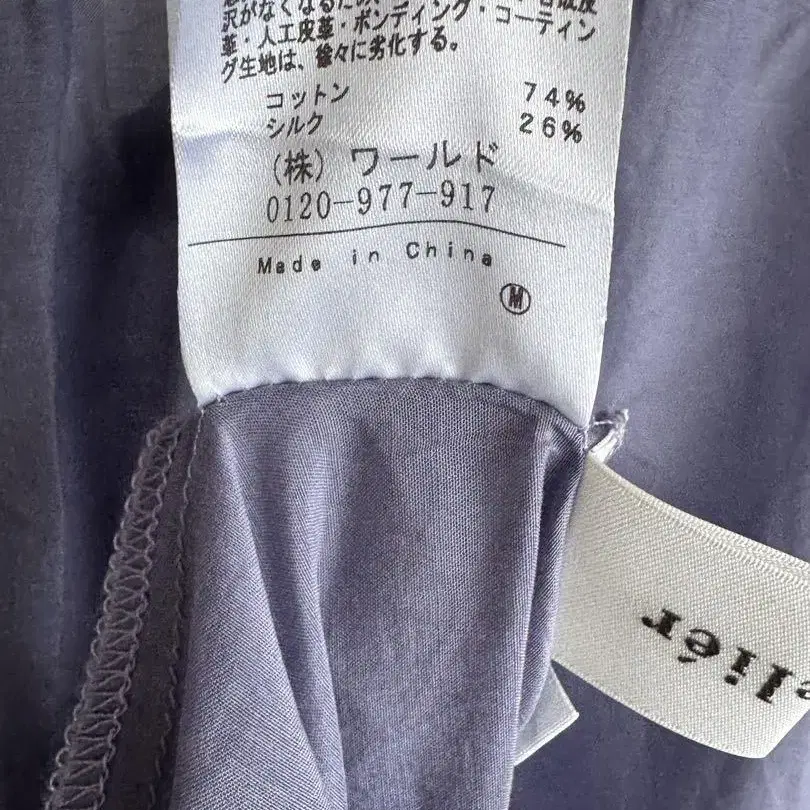 沢がなくなるため
革・人工皮革・ボンディング・コーティン
グ生地は、徐々に劣化する。
コットン 74%
シルク 26%
(株) ワールド
0120-977-917
Made in China
M